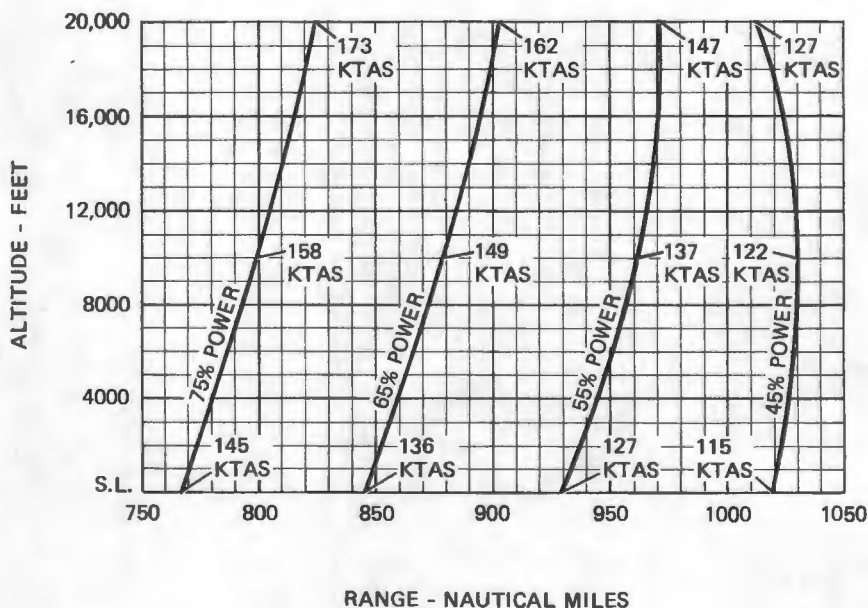 20,000
173
KTAS
162
KTAS
147
KTAS
127
KTAS
16,000
ALTITUDE - FEET
12,000
158
KTAS
149
KTAS
137
KTAS
122
KTAS
8000
75% POWER
65% POWER
55% POWER
45% POWER
4000
145
KTAS
136
KTAS
127
KTAS
115
KTAS
S.L.
750 800 850 900 950 1000 1050
RANGE - NAUTICAL MILES